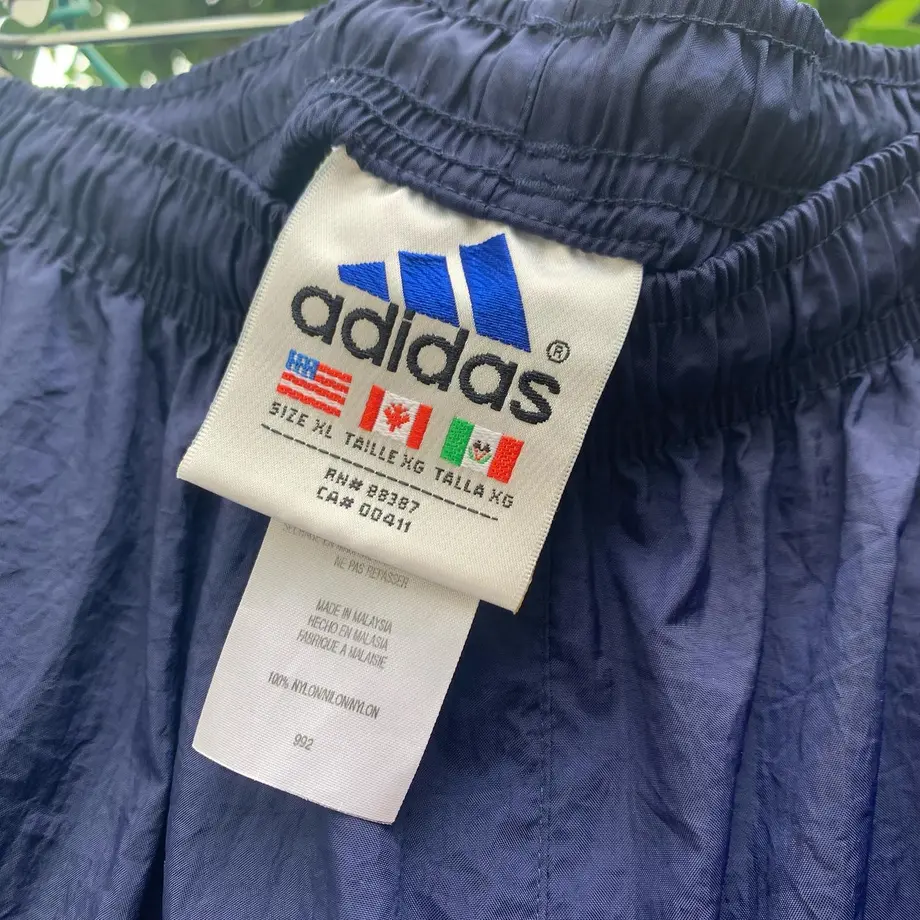 adidas ®
SIZE XL TAILLE XG TALLA XG
RN# 88387
CA# 00411
NE PAS REPASSER
MADE IN MALAYSIA
HECHO EN MALASIA
FABRIQUE A MALAISIE
100% NYLON/NILON/NYLON
992